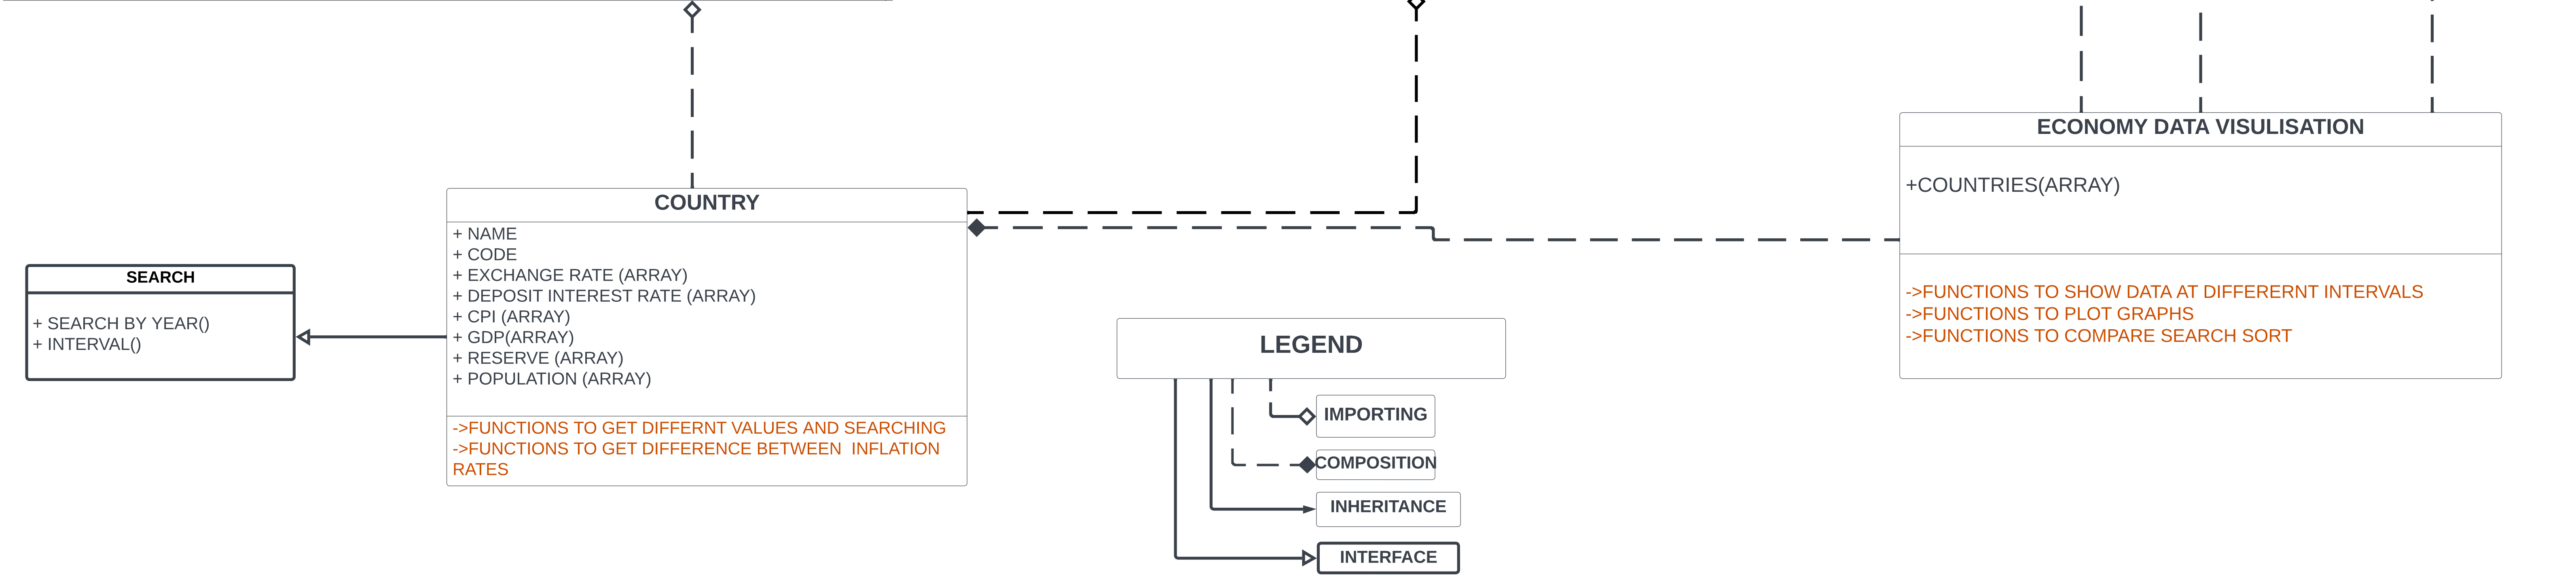 SEARCH
+ SEARCH BY YEAR()
+ INTERVAL()
COUNTRY
+ NAME
+ CODE
+ EXCHANGE RATE (ARRAY)
+ DEPOSIT INTEREST RATE (ARRAY)
+ CPI (ARRAY)
+ GDP(ARRAY)
+ RESERVE (ARRAY)
+ POPULATION (ARRAY)
->FUNCTIONS TO GET DIFFERNT VALUES AND SEARCHING
->FUNCTIONS TO GET DIFFERENCE BETWEEN INFLATION
RATES
LEGEND
IMPORTING
COMPOSITION
INHERITANCE
INTERFACE
ECONOMY DATA VISULISATION
+COUNTRIES(ARRAY)
->FUNCTIONS TO SHOW DATA AT DIFFERERNT INTERVALS
->FUNCTIONS TO PLOT GRAPHS
->FUNCTIONS TO COMPARE SEARCH SORT